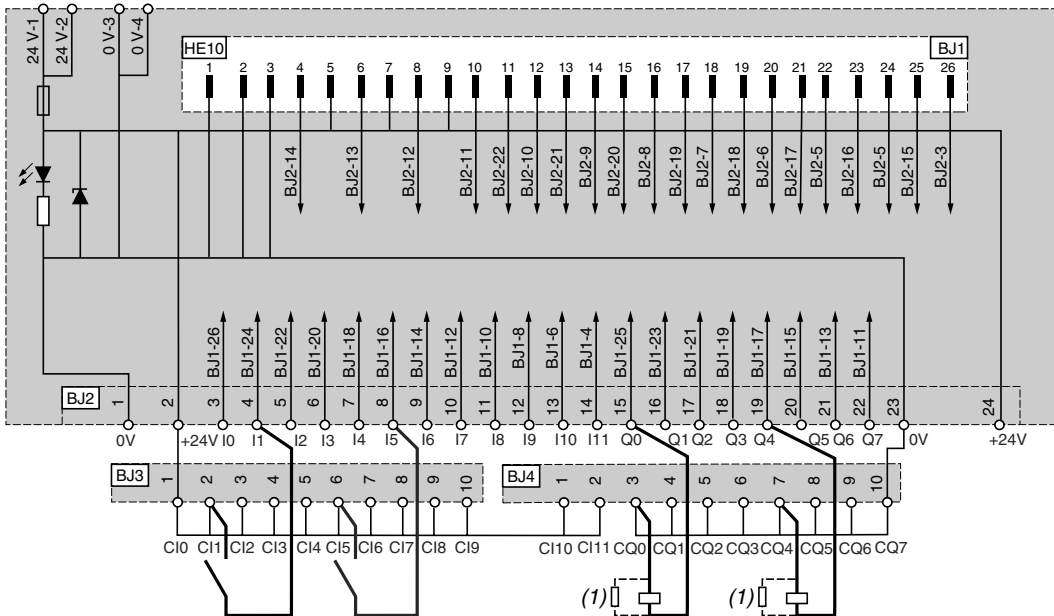 24 V-1
24 V-2
0 V-3
0 V-4
HE10
BJ1
1 2 3 4 5 6 7 8 9 10 11 12 13 14 15 16 17 18 19 20 21 22 23 24 25 26
BJ2-14
BJ2-13
BJ2-12
BJ2-11
BJ2-22
BJ2-10
BJ2-21
BJ2-9
BJ2-20
BJ2-8
BJ2-19
BJ2-7
BJ2-18
BJ2-6
BJ2-17
BJ2-5
BJ2-16
BJ2-5
BJ2-15
BJ2-3
BJ1-26
BJ1-24
BJ1-22
BJ1-20
BJ1-18
BJ1-16
BJ1-14
BJ1-12
BJ1-10
BJ1-8
BJ1-6
BJ1-4
BJ1-25
BJ1-23
BJ1-21
BJ1-19
BJ1-17
BJ1-15
BJ1-13
BJ1-11
BJ2
1 2 3 4 5 6 7 8 9 10 11 12 13 14 15 16 17 18 19 20 21 22 23 24
0V +24V I0 I1 I2 I3 I4 I5 I6 I7 I8 I9 I10 I11 Q0 Q1 Q2 Q3 Q4 Q5 Q6 Q7 0V +24V
BJ3
1 2 3 4 5 6 7 8 9 10
BJ4
1 2 3 4 5 6 7 8 9 10
CI0 CI1 CI2 CI3 CI4 CI5 CI6 CI7 CI8 CI9 CI10 CI11 CQ0 CQ1 CQ2 CQ3 CQ4 CQ5 CQ6 CQ7
(1) (1)